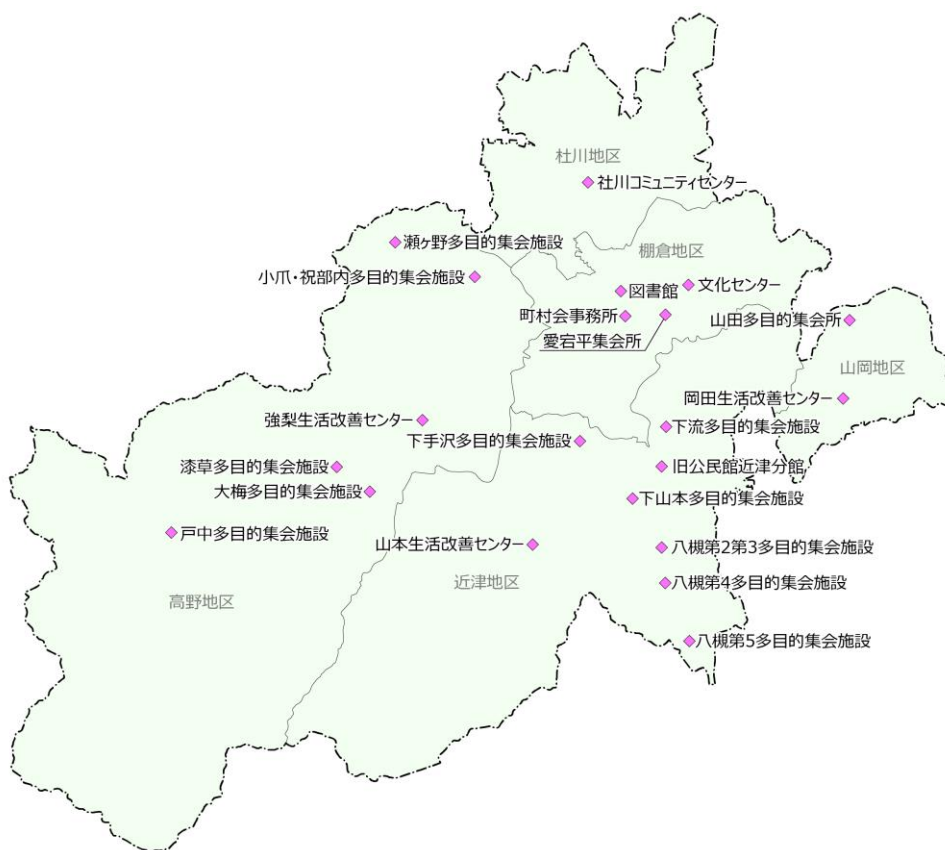 社川地区
社川コミュニティセンター
瀬ヶ野多目的集会施設
棚倉地区
小爪・祝部内多目的集会施設
文化センター
図書館
町村会事務所
山田多目的集会所
愛宕平集会所
山岡地区
岡田生活改善センター
強梨生活改善センター
下流多目的集会施設
下手沢多目的集会施設
漆草多目的集会施設
旧公民館近津分館
大梅多目的集会施設
下山本多目的集会施設
戸中多目的集会施設
山本生活改善センター
八槻第2第3多目的集会施設
近津地区
八槻第4多目的集会施設
高野地区
八槻第5多目的集会施設